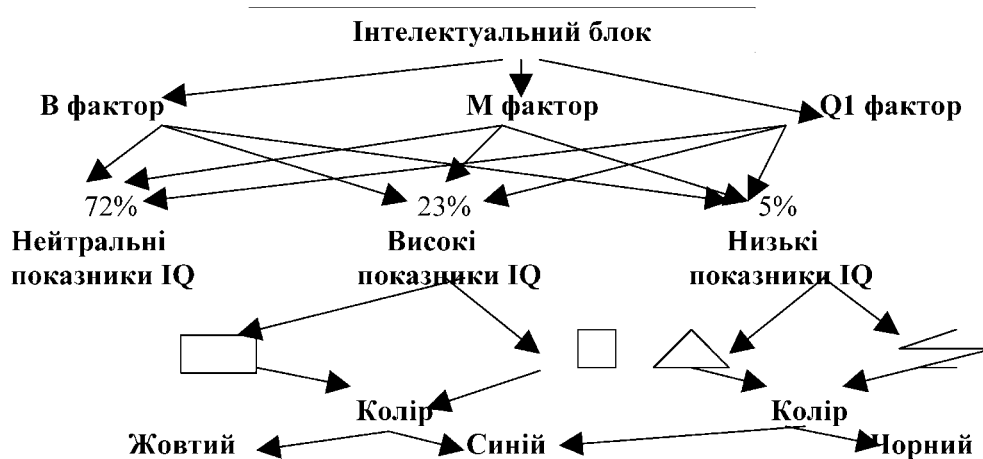 Інтелектуальний блок
В фактор М фактор Q1 фактор
72% 23% 5%
Нейтральні Високі Низькі
показники IQ показники IQ показники IQ
Колір Колір
Жовтий Синій Чорний